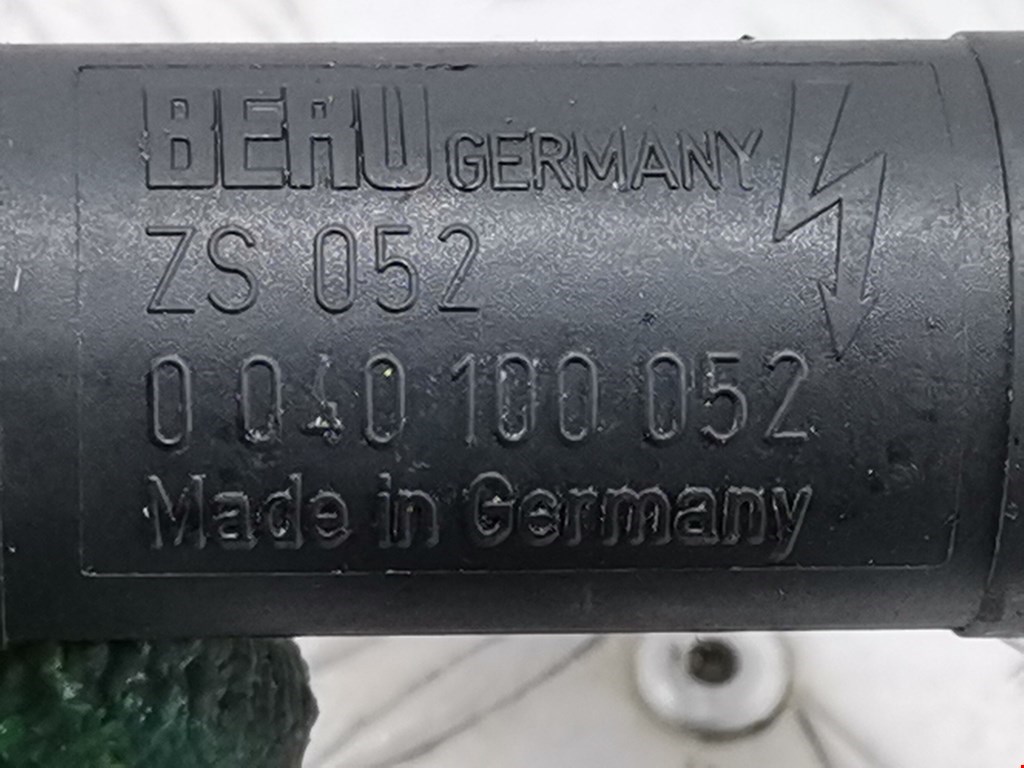 BERU GERMANY
ZS 052
0 040 100 052
Made in Germany